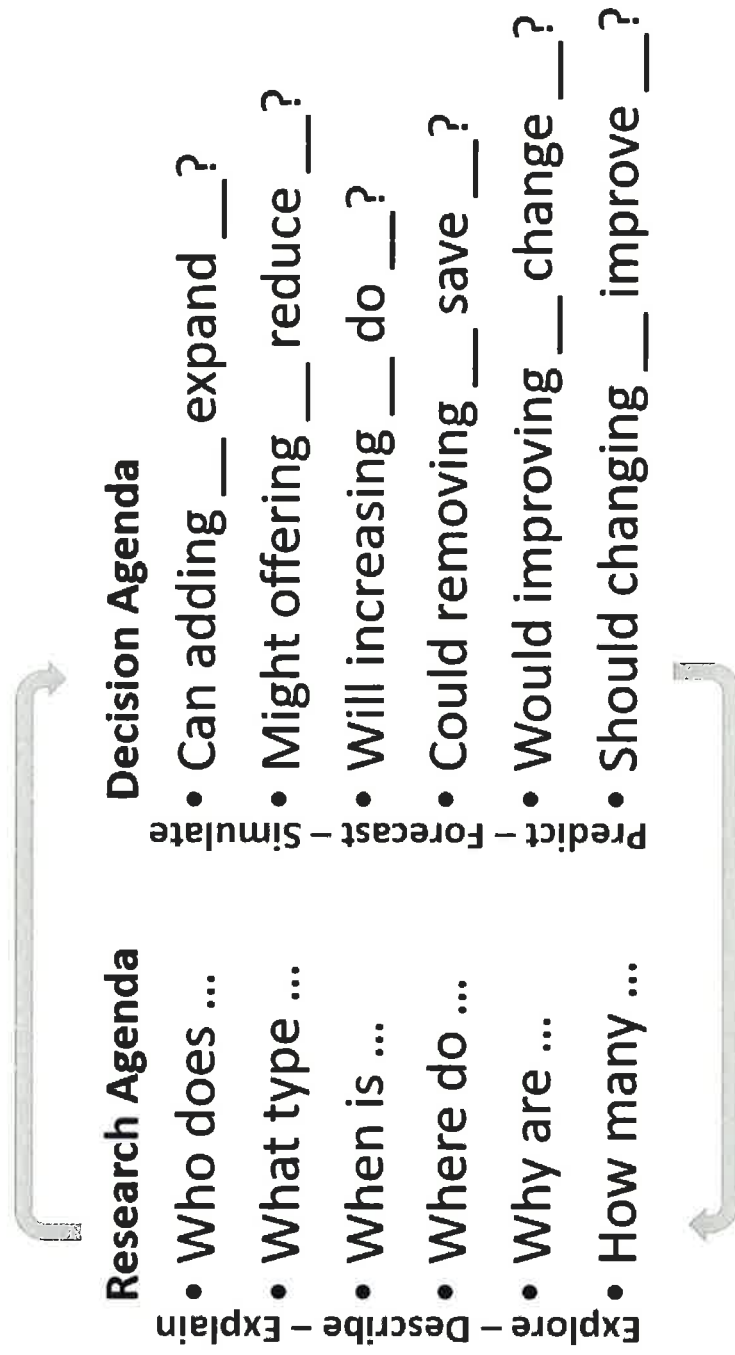 Research Agenda
Explore – Describe – Explain
• Who does ...
• What type ...
• When is ...
• Where do ...
• Why are ...
• How many ...
Decision Agenda
Predict – Forecast – Simulate
• Can adding __ expand __?
• Might offering __ reduce __?
• Will increasing __ do __?
• Could removing __ save __?
• Would improving __ change __?
• Should changing __ improve __?